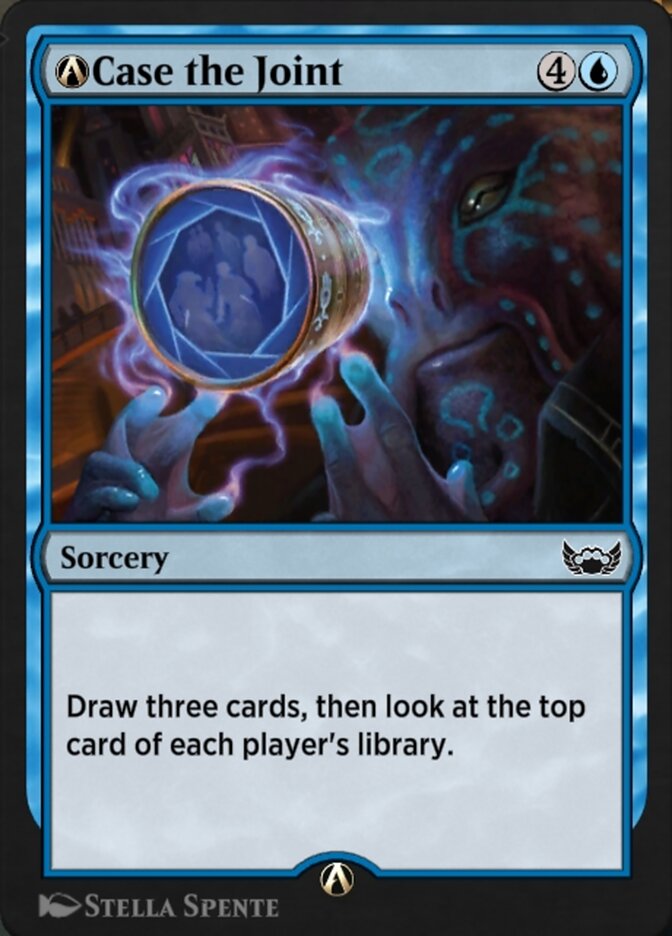 Case the Joint 4
Sorcery
Draw three cards, then look at the top
card of each player's library.
Stella Spente